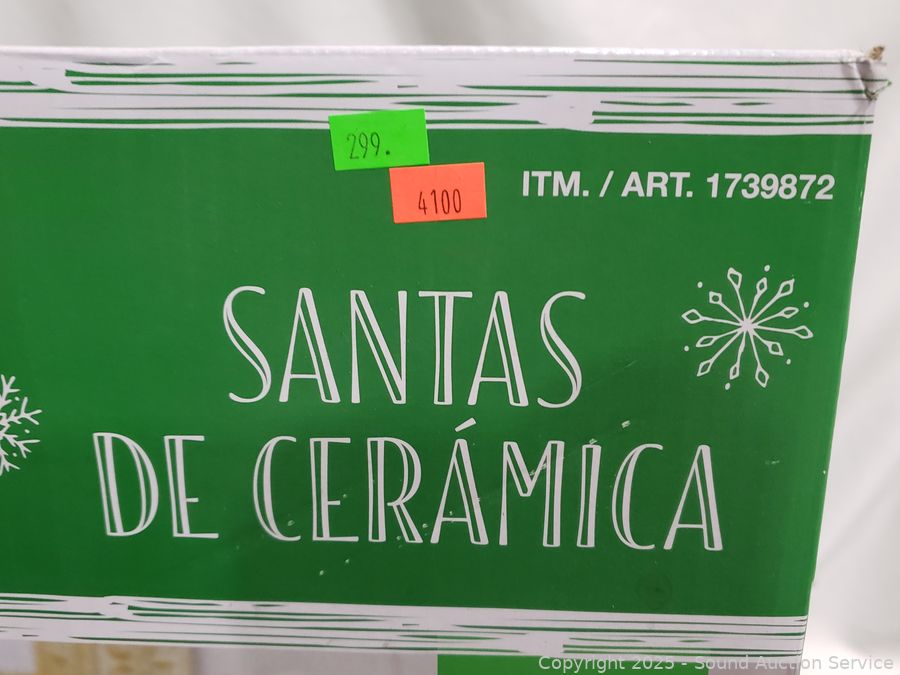 299.
4100
ITM. / ART. 1739872
SANTAS
DE CERÁMICA
Copyright 2025 - Sound Auction Service